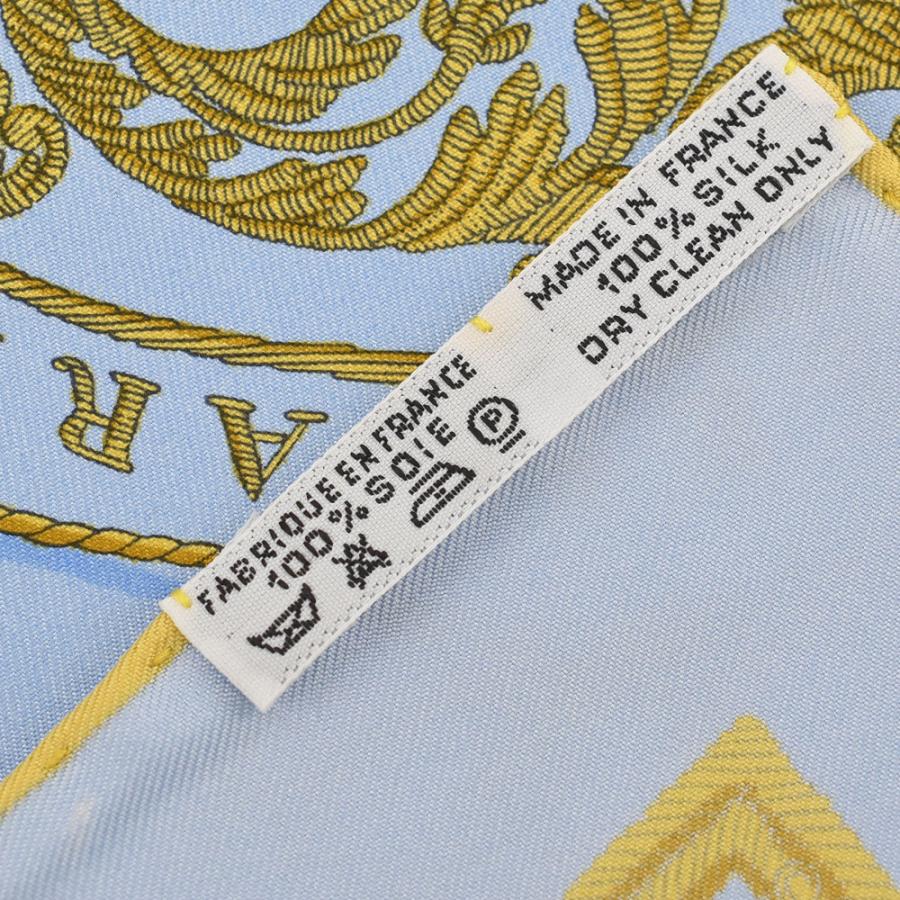 FABRIQUE EN FRANCE
100% SOIE
P
MADE IN FRANCE
100% SILK
DRY CLEAN ONLY
AR